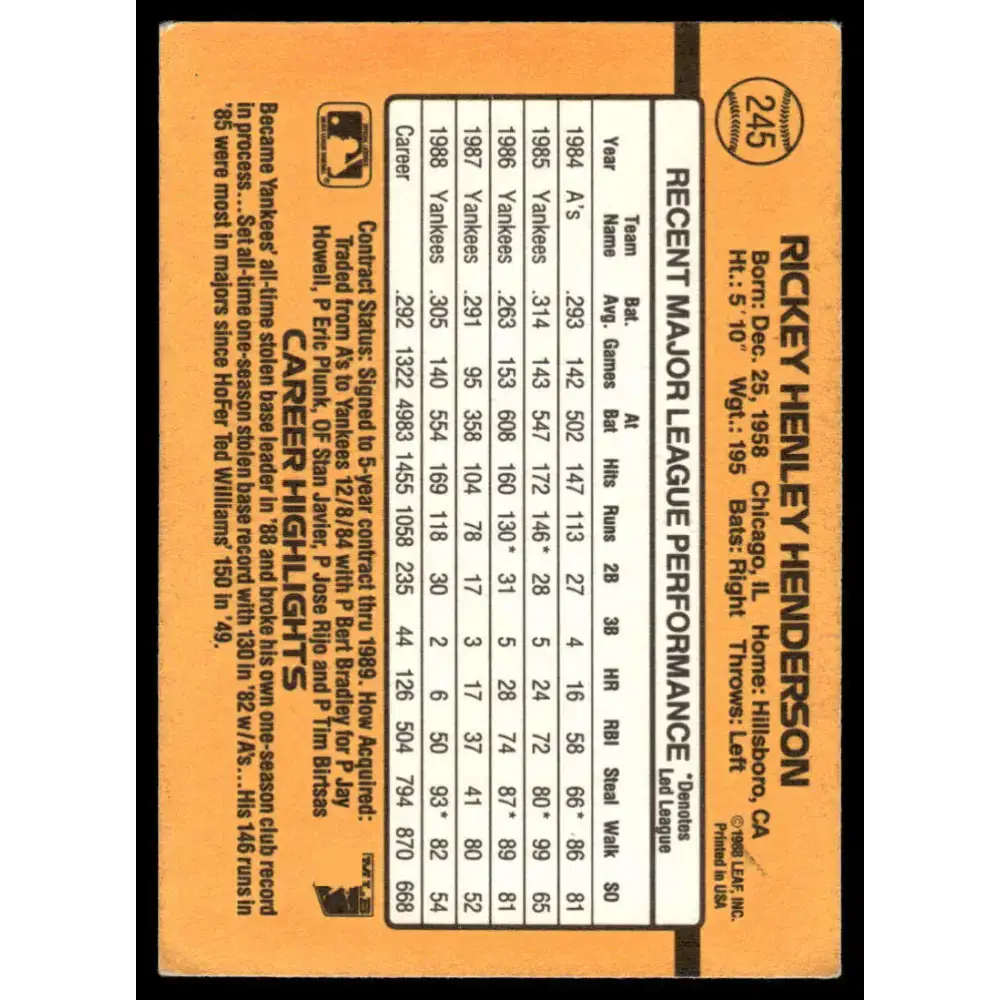 245
RICKEY HENLEY HENDERSON
Born: Dec. 25, 1958 Chicago, IL Home: Hillsboro, CA
Ht.: 5'10" Wgt.: 195 Bats: Right Throws: Left
©1988 LEAF, INC.
Printed in USA
RECENT MAJOR LEAGUE PERFORMANCE *Denotes Led League
Year Team Name Bat. Avg. Games At Bat Hits Runs 2B 3B HR RBI Steal Walk SO
1984 A's .293 142 502 147 113 27 4 16 58 66* 86 81
1985 Yankees .314 143 547 172 146* 28 5 24 72 80* 99 65
1986 Yankees .263 153 608 160 130* 31 5 28 74 87* 89 81
1987 Yankees .291 95 358 104 78 17 3 17 37 41 80 52
1988 Yankees .305 140 554 169 118 30 2 6 50 93* 82 54
Career .292 1322 4983 1455 1058 235 44 126 504 794 870 668
Contract Status: Signed to 5-year contract thru 1989. How Acquired:
Traded from A's to Yankees 12/8/84 with P Bert Bradley for P Jay
Howell, P Eric Plunk, OF Stan Javier, P Jose Rijo and P Tim Birtsas
MLB
CAREER HIGHLIGHTS
Became Yankees' all-time stolen base leader in '88 and broke his own one-season club record
in process...Set all-time one-season stolen base record with 130 in '82 w/A's...His 146 runs in
'85 were most in majors since HoFer Ted Williams' 150 in '49.